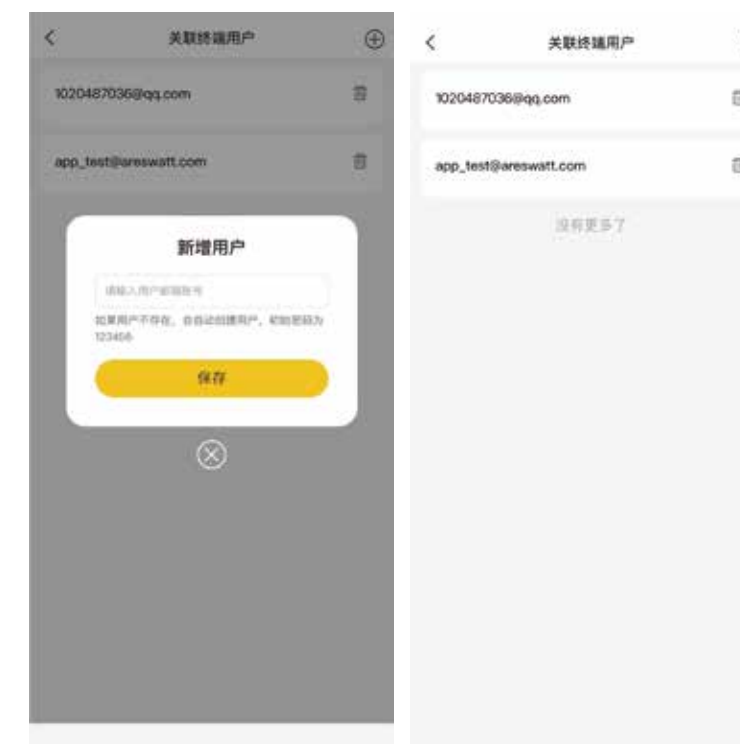 关联终端用户
1020487036@qq.com
app_test@areswatt.com
新增用户
请输入用户邮箱账号
如果用户不存在，会自动创建用户，初始密码为
123456
保存
关联终端用户
1020487036@qq.com
app_test@areswatt.com
没有更多了